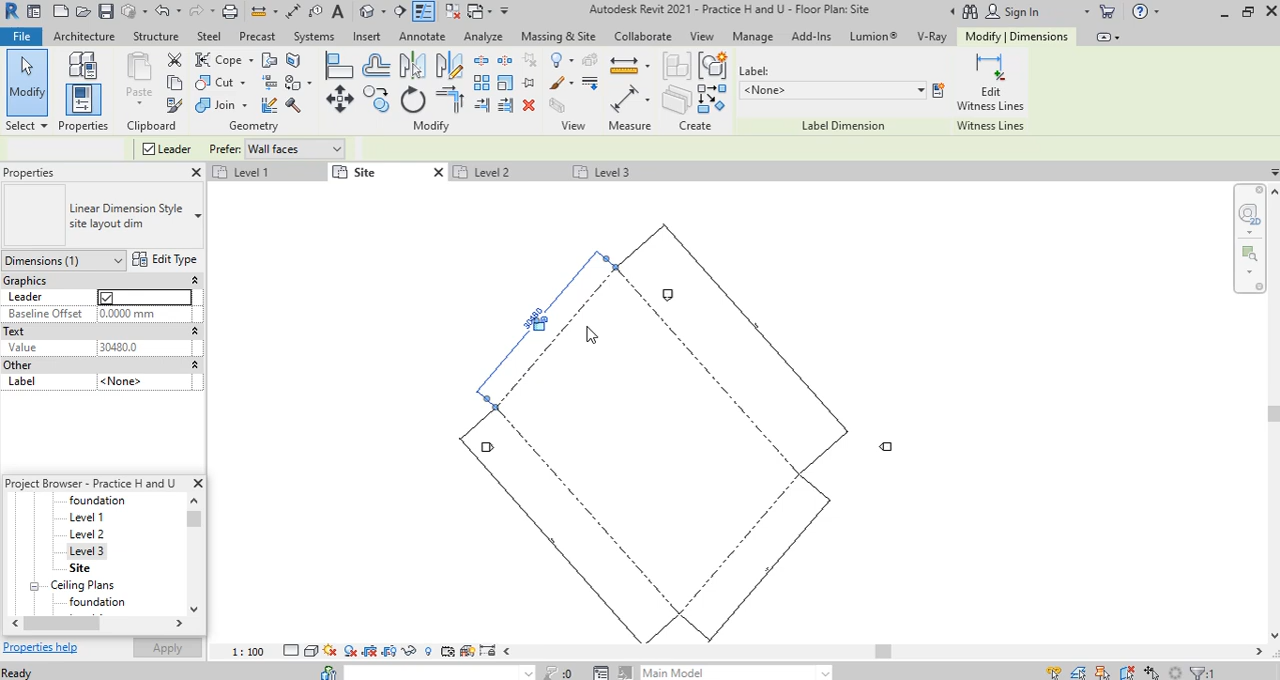 Autodesk Revit 2021 - Practice H and U - Floor Plan: Site
Sign In
File Architecture Structure Steel Precast Systems Insert Annotate Analyze Massing & Site Collaborate View Manage Add-Ins Lumion® V-Ray Modify | Dimensions
Modify
Select
Properties
Paste
Clipboard
Cope
Cut
Join
Geometry
Modify
View
Measure
Create
Label:
<None>
Label Dimension
Edit
Witness Lines
Witness Lines
Leader Prefer: Wall faces
Properties
Level 1
Site
Level 2
Level 3
Linear Dimension Style
site layout dim
Dimensions (1) Edit Type
Graphics
Leader
Baseline Offset 0.0000 mm
Text
Value 30480.0
Other
Label <None>
30480.0
Project Browser - Practice H and U
foundation
Level 1
Level 2
Level 3
Site
Ceiling Plans
foundation
Properties help Apply
1 : 100
Ready
:0
Main Model
:1